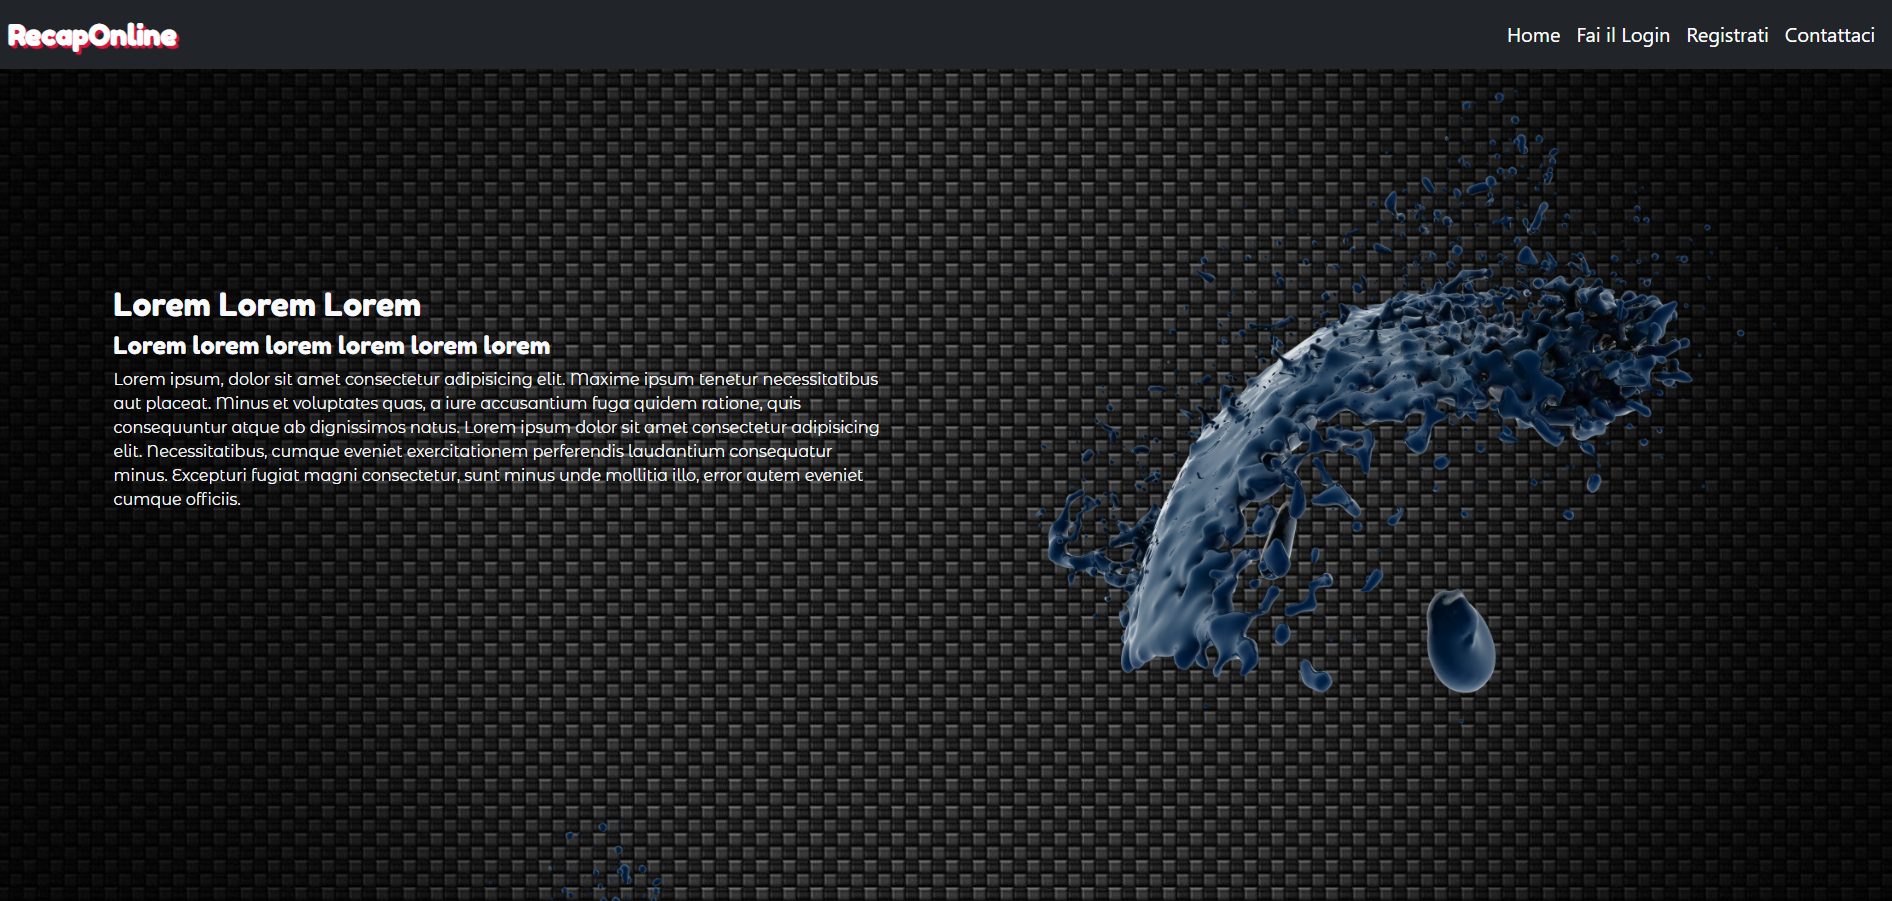 RecapOnline
Home Fai il Login Registrati Contattaci
Lorem Lorem Lorem
Lorem lorem lorem lorem lorem lorem
Lorem ipsum, dolor sit amet consectetur adipisicing elit. Maxime ipsum tenetur necessitatibus
aut placeat. Minus et voluptates quas, a iure accusantium fuga quidem ratione, quis
consequuntur atque ab dignissimos natus. Lorem ipsum dolor sit amet consectetur adipisicing
elit. Necessitatibus, cumque eveniet exercitationem perferendis laudantium consequatur
minus. Excepturi fugiat magni consectetur, sunt minus unde mollitia illo, error autem eveniet
cumque officiis.